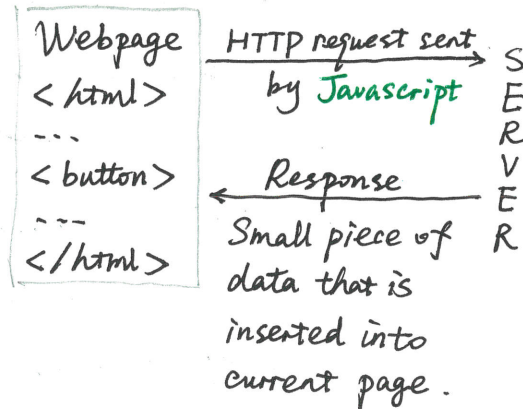 Webpage
<html>
---
<button>
---
</html>
HTTP request sent
by Javascript
Response
Small piece of
data that is
inserted into
current page.
SERVER